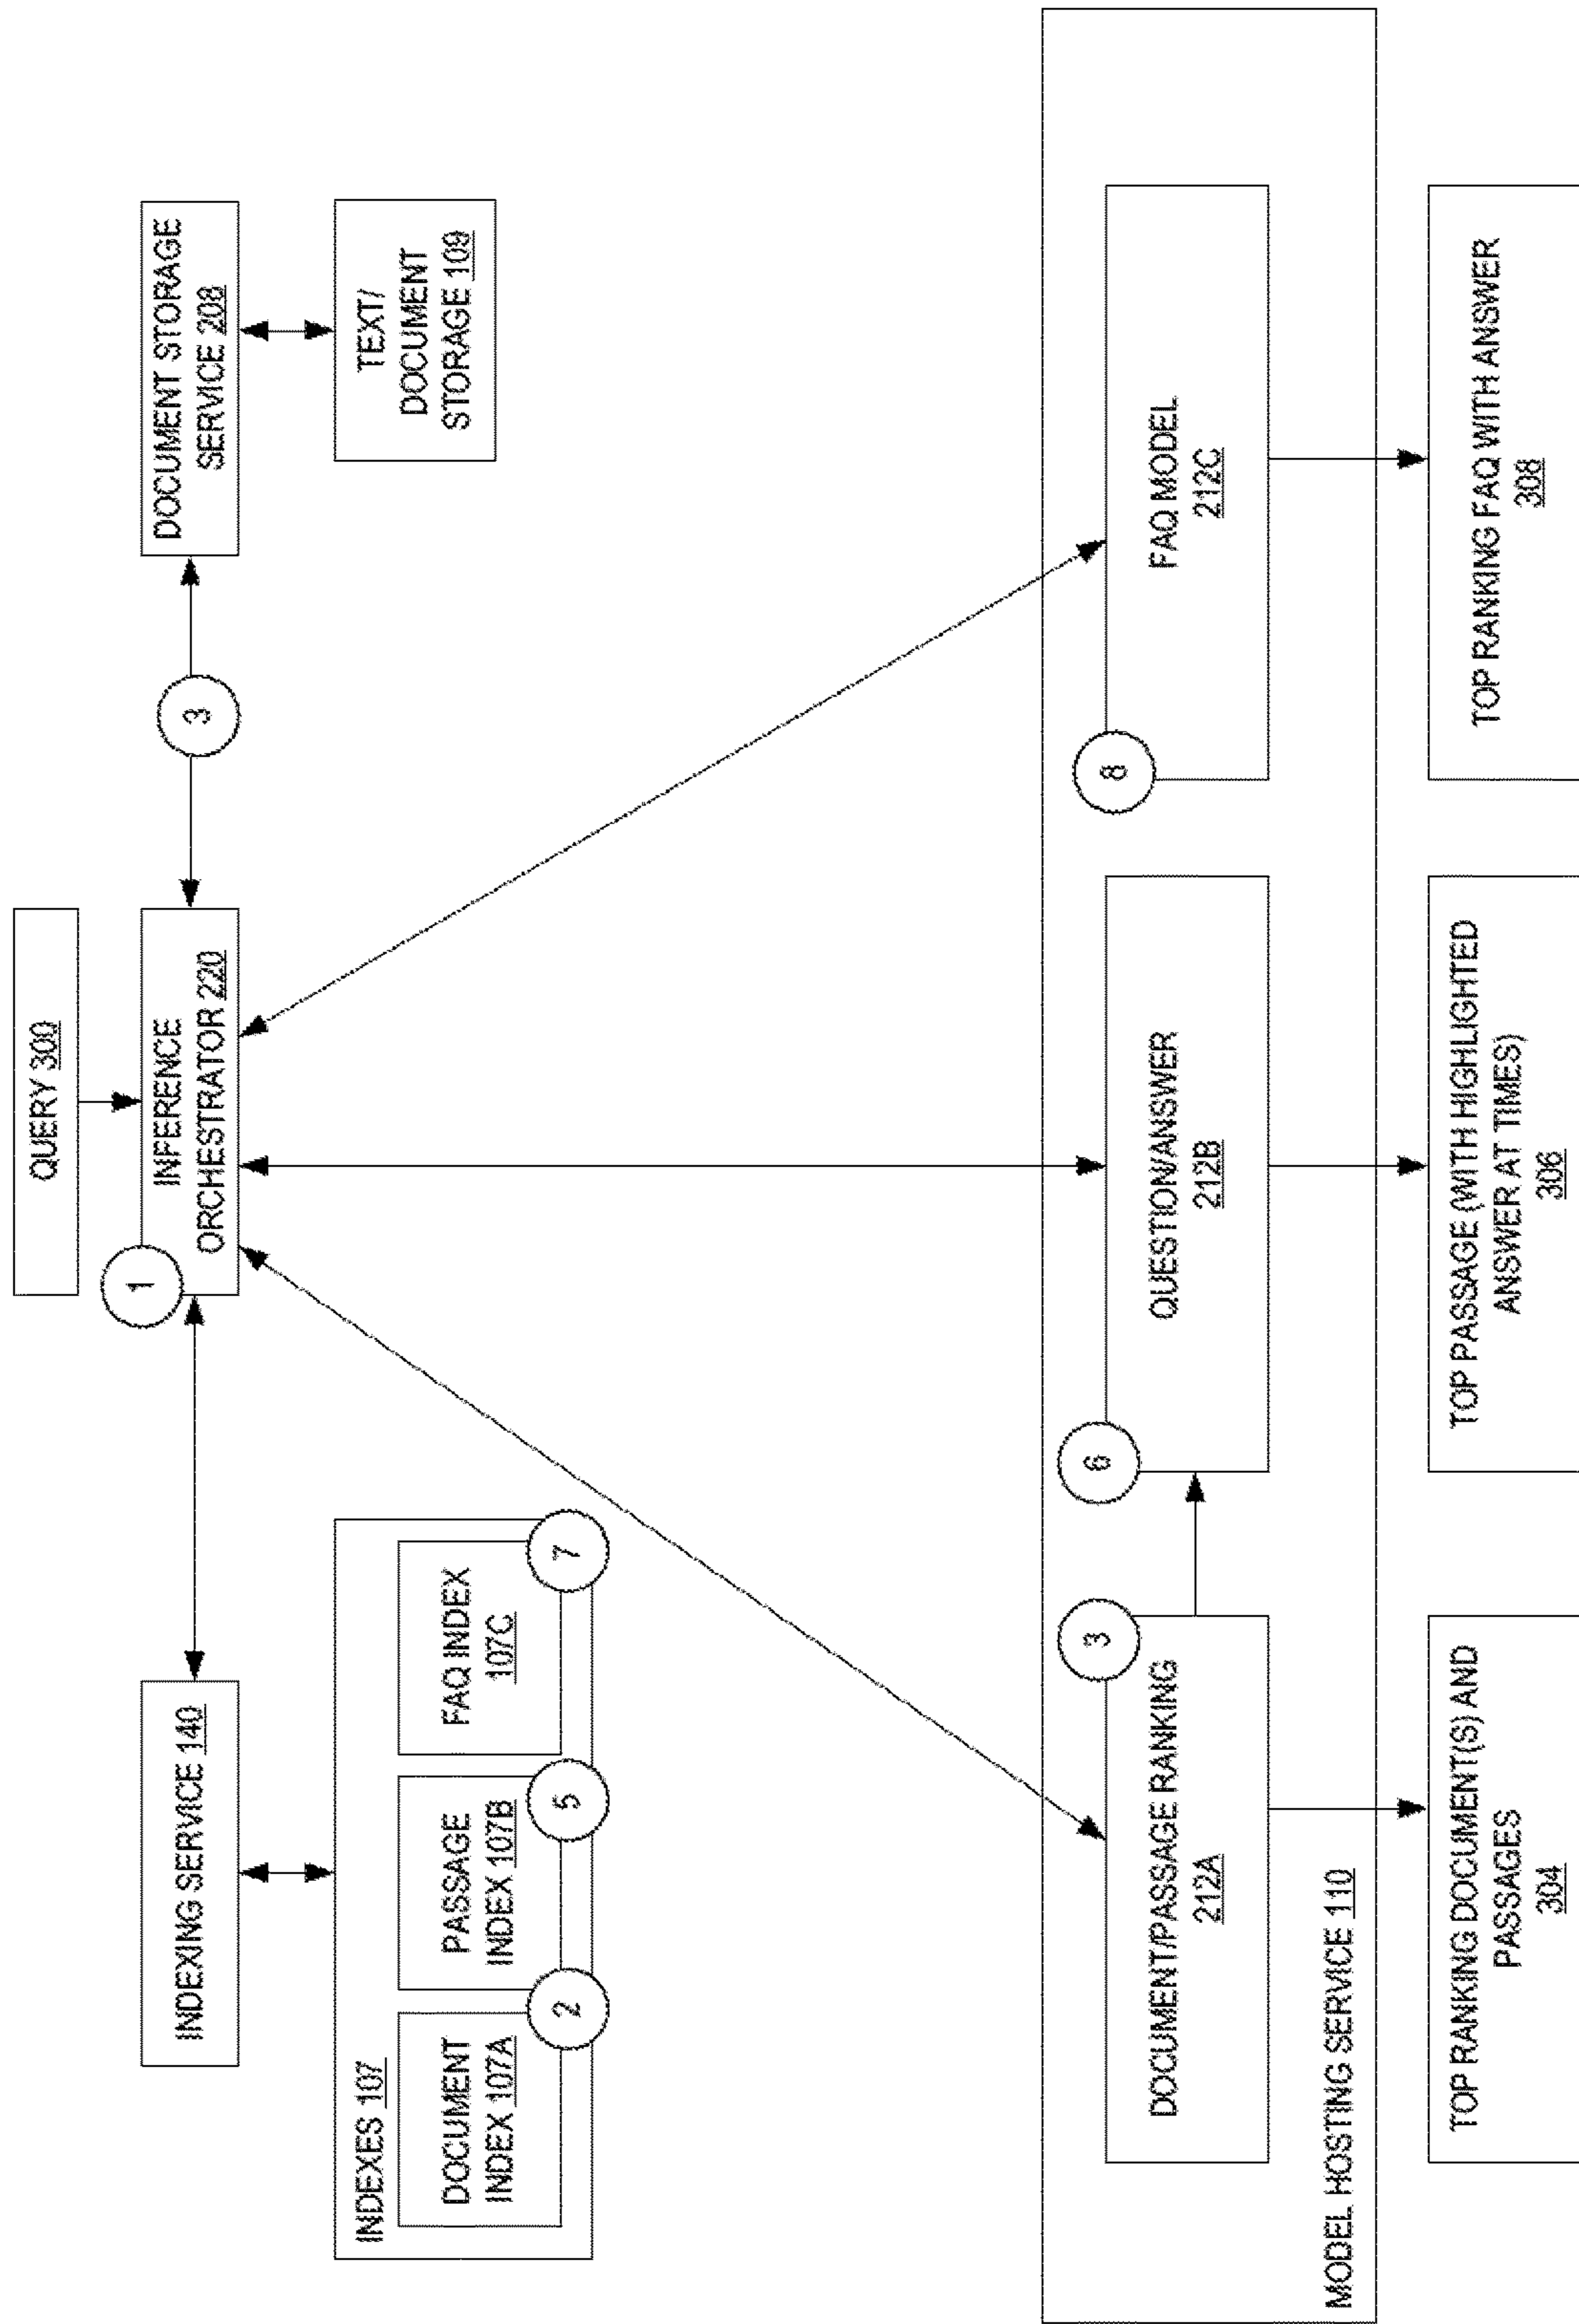 QUERY 300
1
INFERENCE
ORCHESTRATOR 220
3
DOCUMENT STORAGE
SERVICE 208
TEXT/
DOCUMENT
STORAGE 109
INDEXING SERVICE 140
INDEXES 107
DOCUMENT
INDEX 107A
2
PASSAGE
INDEX 107B
5
FAQ INDEX
107C
7
DOCUMENT/PASSAGE RANKING
212A
3
6
QUESTION/ANSWER
212B
8
FAQ MODEL
212C
MODEL HOSTING SERVICE 110
TOP RANKING DOCUMENT(S) AND
PASSAGES
304
TOP PASSAGE (WITH HIGHLIGHTED
ANSWER AT TIMES)
306
TOP RANKING FAQ WITH ANSWER
308